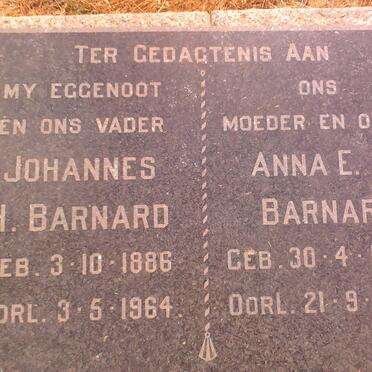 TER GEDAGTENIS AAN
MY EGGENOOT
EN ONS VADER
JOHANNES
H. BARNARD
GEB. 3·10·1886
OORL. 3·5·1964.
ONS
MOEDER EN
ANNA E.
BARNARD
GEB. 30·4·
OORL. 21·9·